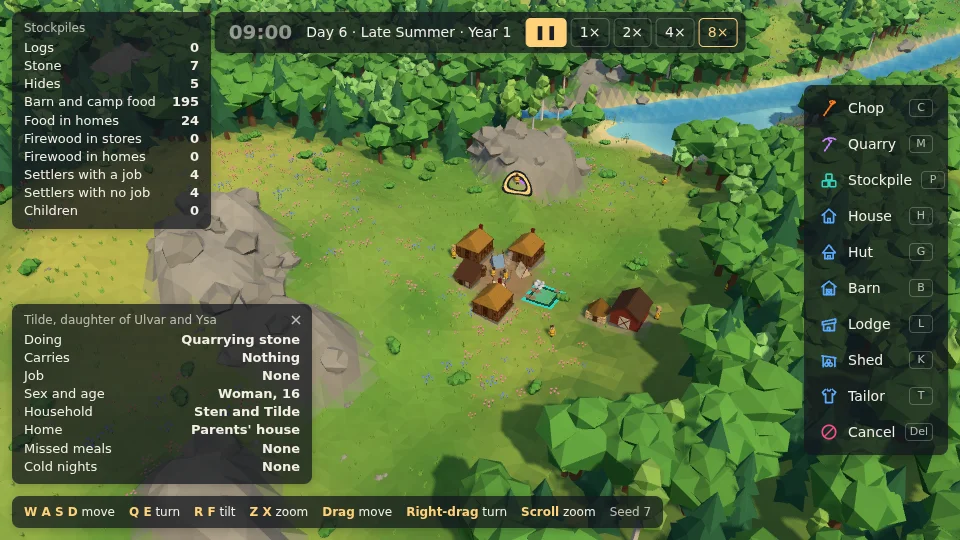 Stockpiles
Logs 0
Stone 7
Hides 5
Barn and camp food 195
Food in homes 24
Firewood in stores 0
Firewood in homes 0
Settlers with a job 4
Settlers with no job 4
Children 0
09:00 Day 6 · Late Summer · Year 1 1× 2× 4× 8×
Chop C
Quarry M
Stockpile P
House H
Hut G
Barn B
Lodge L
Shed K
Tailor T
Cancel Del
Tilde, daughter of Ulvar and Ysa ×
Doing Quarrying stone
Carries Nothing
Job None
Sex and age Woman, 16
Household Sten and Tilde
Home Parents' house
Missed meals None
Cold nights None
W A S D move Q E turn R F tilt Z X zoom Drag move Right-drag turn Scroll zoom Seed 7